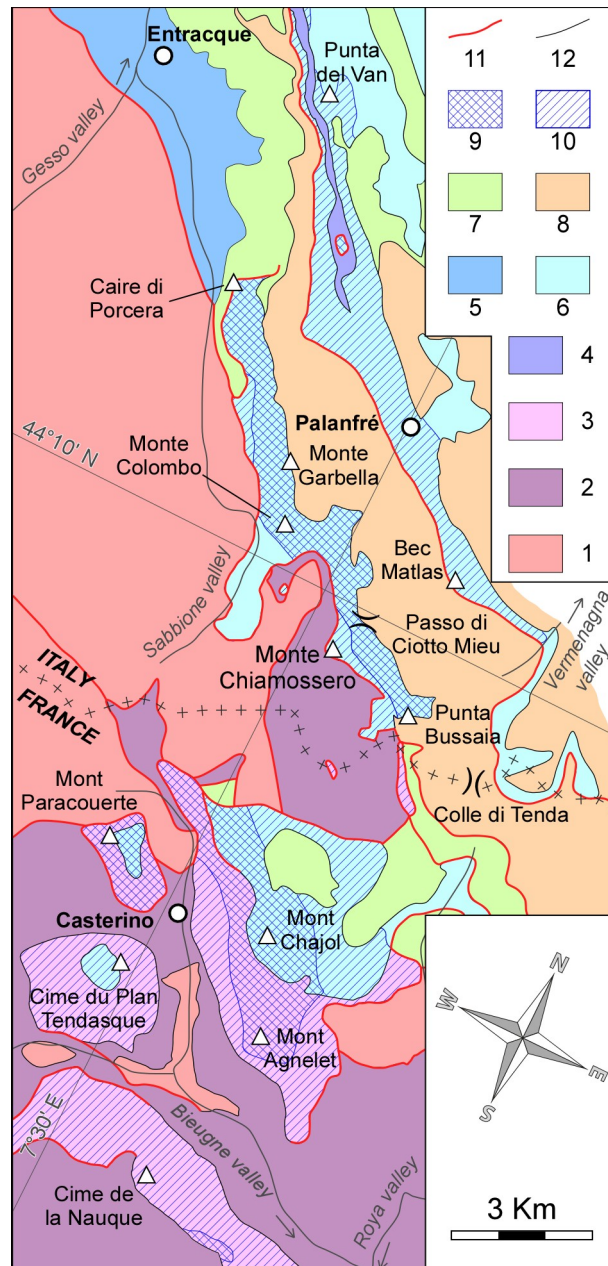 Entracque
Punta
del Van
11
12
Gesso valley
9
10
7
8
Caire di
Porcera
5
6
4
Palanfré
44°10' N
Monte
Colombo
Monte
Garbella
3
2
Bec
Matlas
1
Sabbione valley
Passo di
Ciotto Mieu
Vermenagna
valley
ITALY
FRANCE
Monte
Chiamossero
Punta
Bussaia
Mont
Paracouerte
Colle di Tenda
Casterino
Mont
Chajol
Cime du Plan
Tendasque
Mont
Agnelet
N
W
E
S
7°30' E
Bieugne valley
Roya valley
Cime de
la Nauque
3 Km